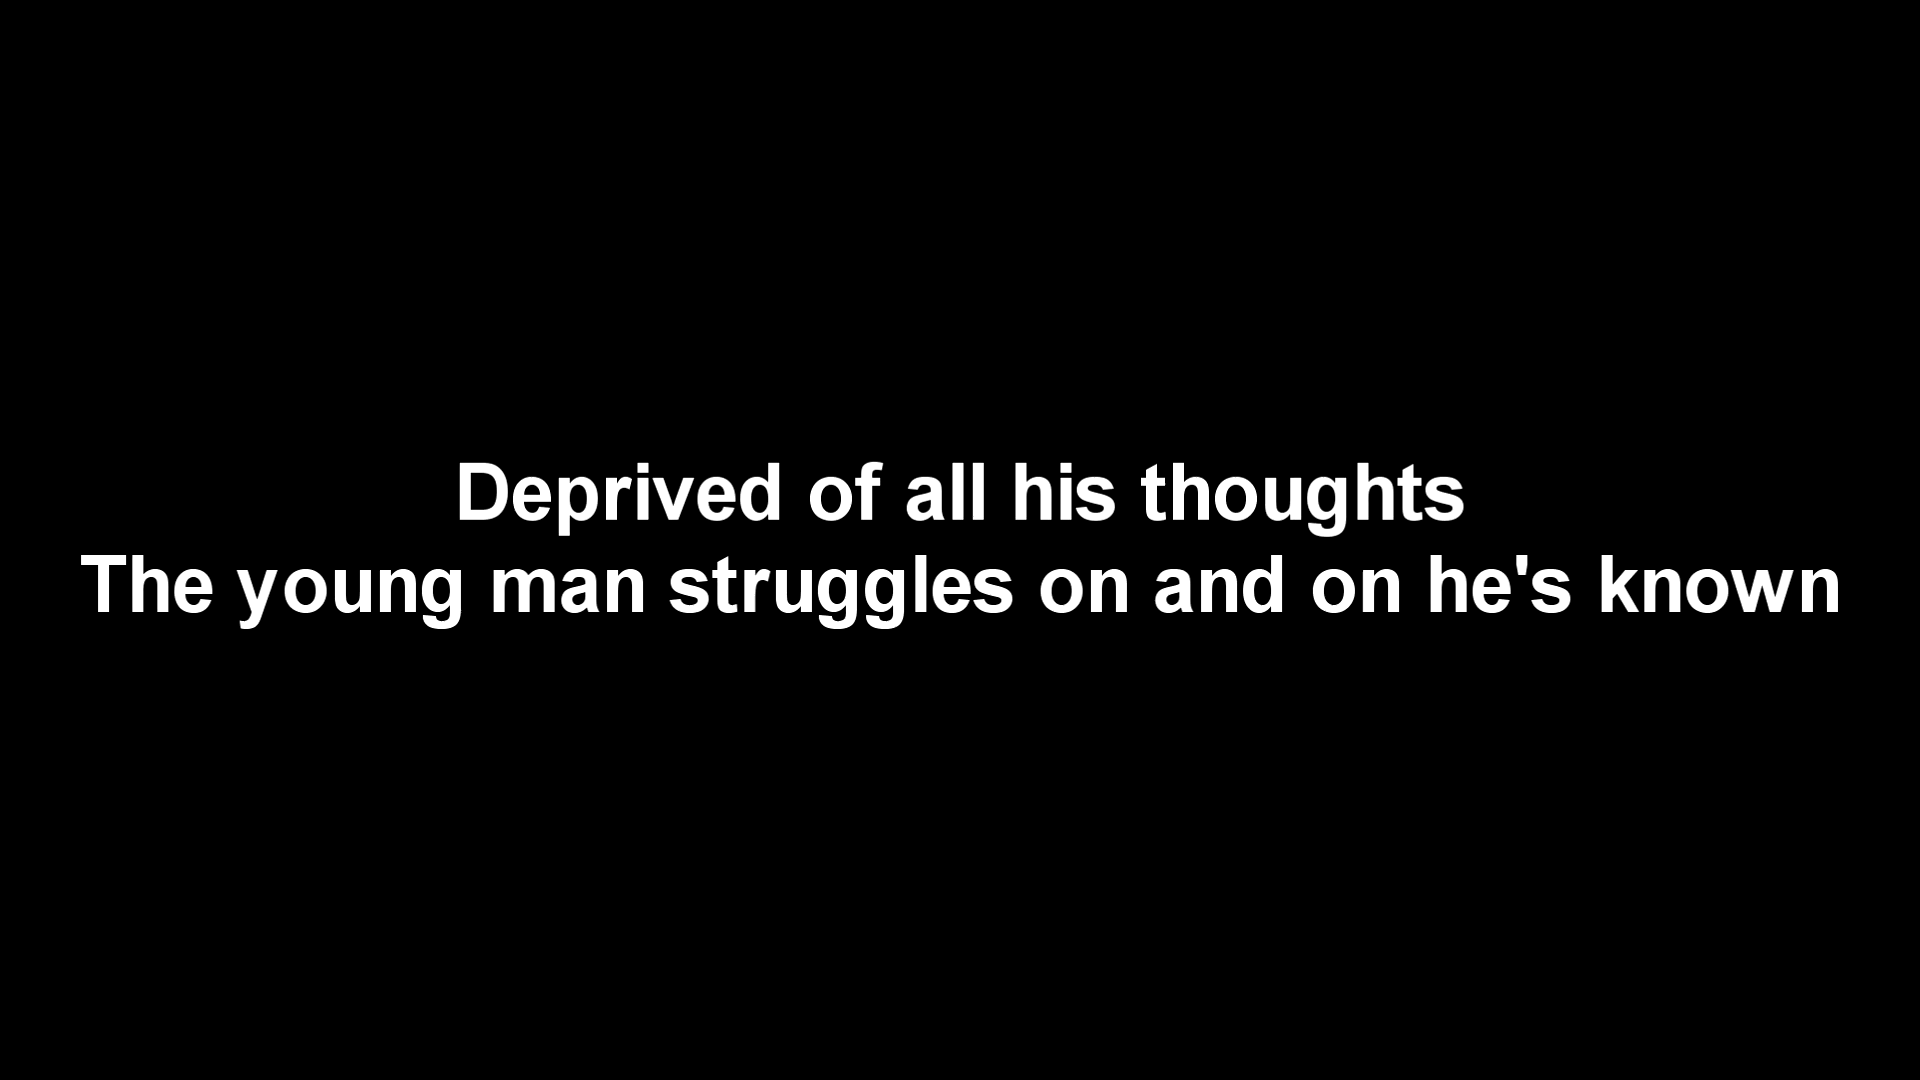 Deprived of all his thoughts
The young man struggles on and on he's known